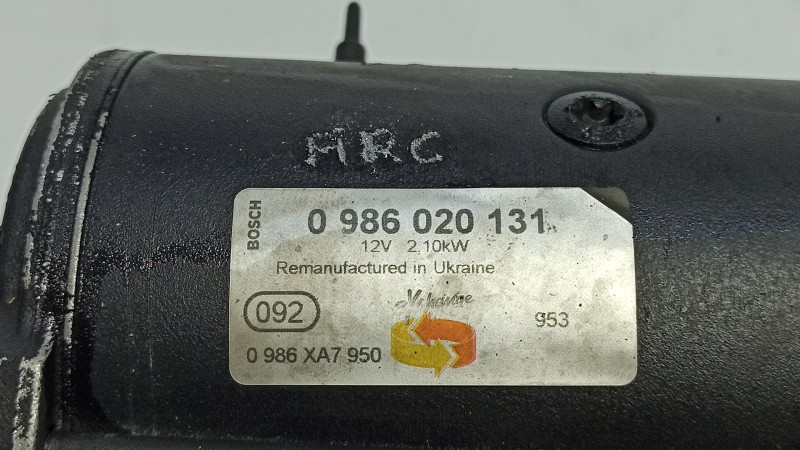 MRC
BOSCH
0 986 020 131
12V 2,10kW
Remanufactured in Ukraine
092
953
0 986 XA7 950